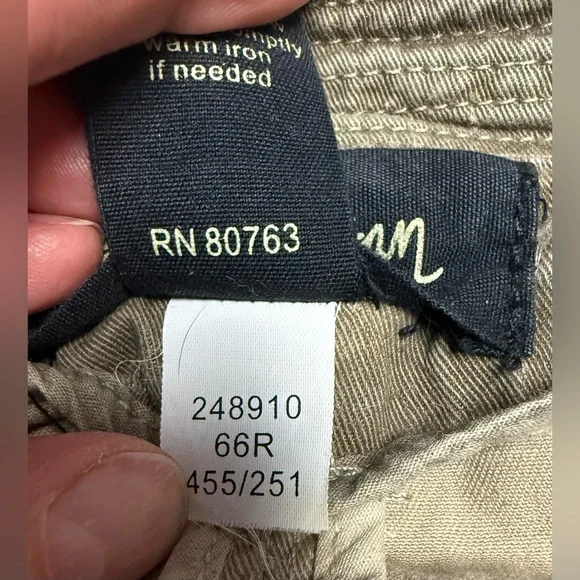 warm iron
if needed
RN 80763
248910
66R
455/251